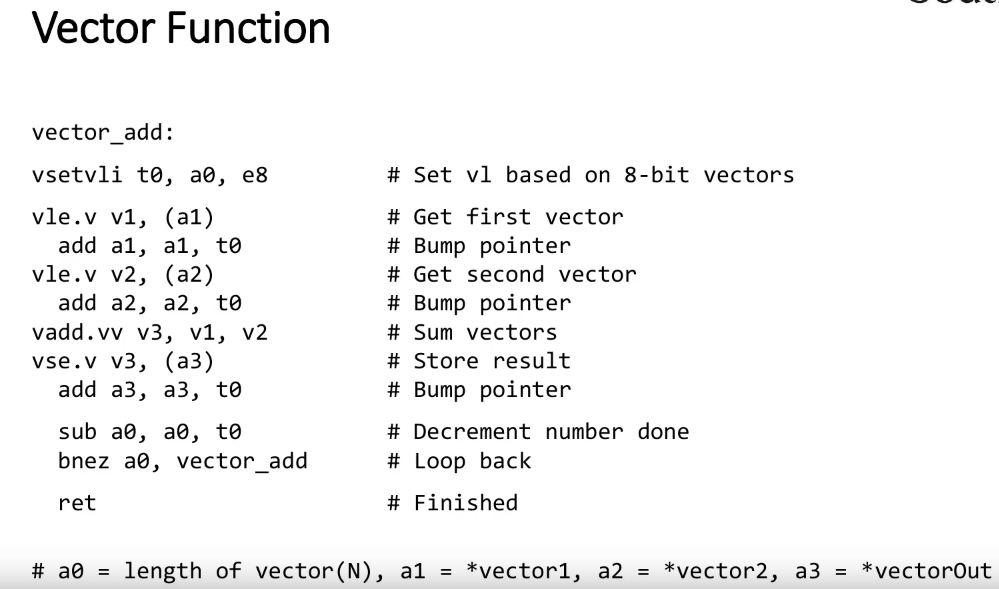 Vector Function
vector_add:
vsetvli t0, a0, e8 # Set vl based on 8-bit vectors
vle.v v1, (a1) # Get first vector
add a1, a1, t0 # Bump pointer
vle.v v2, (a2) # Get second vector
add a2, a2, t0 # Bump pointer
vadd.vv v3, v1, v2 # Sum vectors
vse.v v3, (a3) # Store result
add a3, a3, t0 # Bump pointer
sub a0, a0, t0 # Decrement number done
bnez a0, vector_add # Loop back
ret # Finished
# a0 = length of vector(N), a1 = *vector1, a2 = *vector2, a3 = *vectorOut